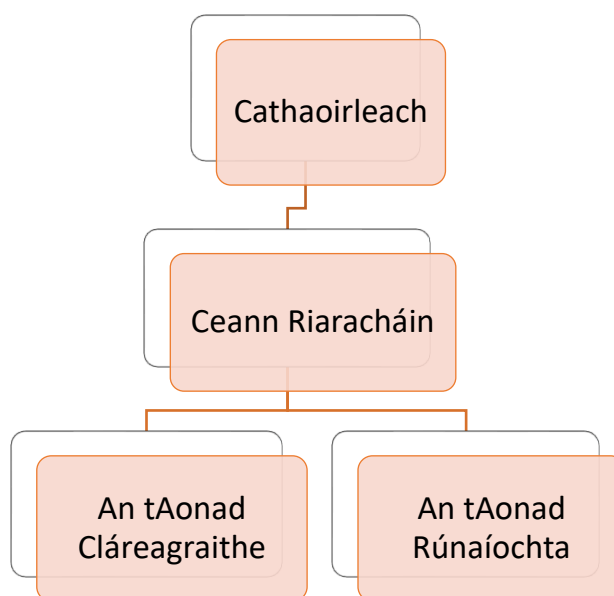 Cathaoirleach
Ceann Riaracháin
An tAonad
Cláreagraithe
An tAonad
Rúnaíochta